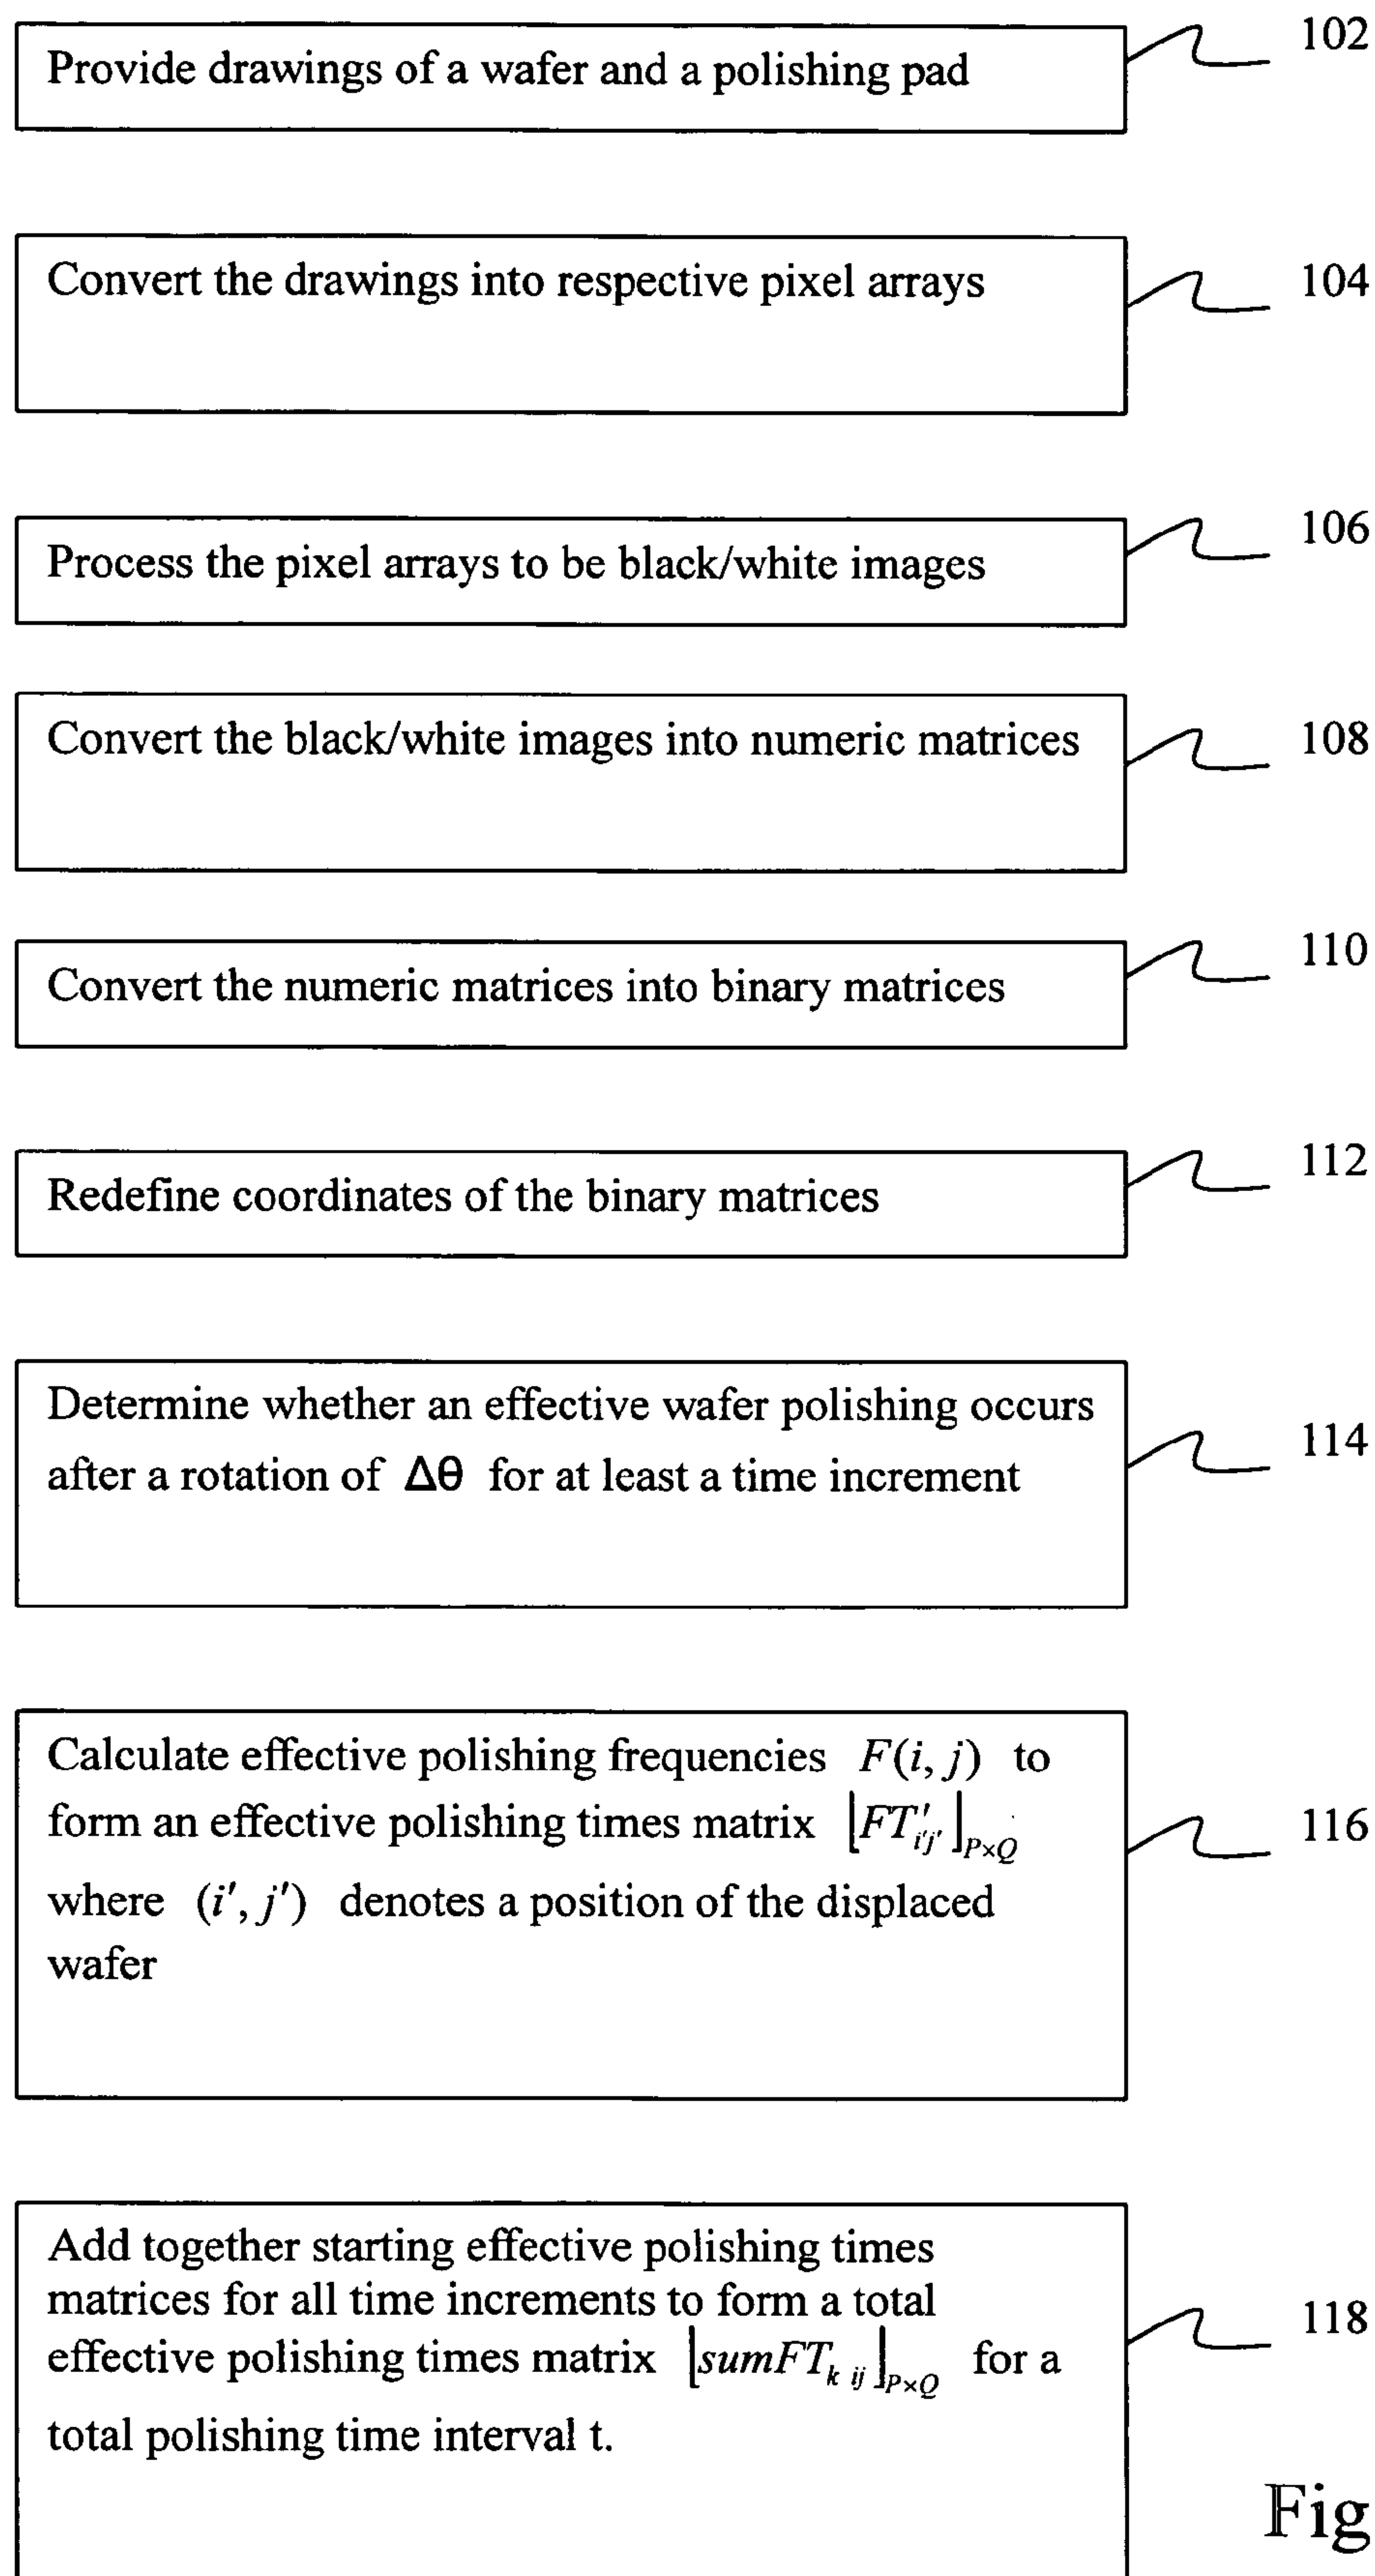 Provide drawings of a wafer and a polishing pad
102
Convert the drawings into respective pixel arrays
104
Process the pixel arrays to be black/white images
106
Convert the black/white images into numeric matrices
108
Convert the numeric matrices into binary matrices
110
Redefine coordinates of the binary matrices
112
Determine whether an effective wafer polishing occurs
after a rotation of Δθ for at least a time increment
114
Calculate effective polishing frequencies F(i, j) to
form an effective polishing times matrix ⌊FT′i′j′⌋P×Q
where (i′, j′) denotes a position of the displaced
wafer
116
Add together starting effective polishing times
matrices for all time increments to form a total
effective polishing times matrix ⌊sumFTk ij⌋P×Q for a
total polishing time interval t.
118
Fig